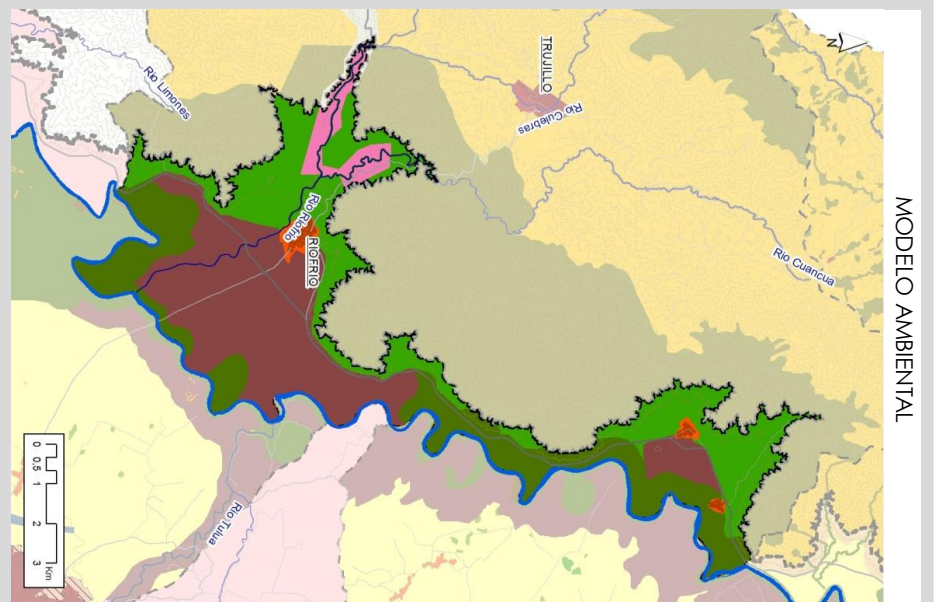 MODELO AMBIENTAL
N
TRUJILLO
Rio Limones
Rio Culebras
Rio Cuancua
Rio Riofrio
RIOFRIO
Rio Tulua
0 0,5 1 2 3
Km